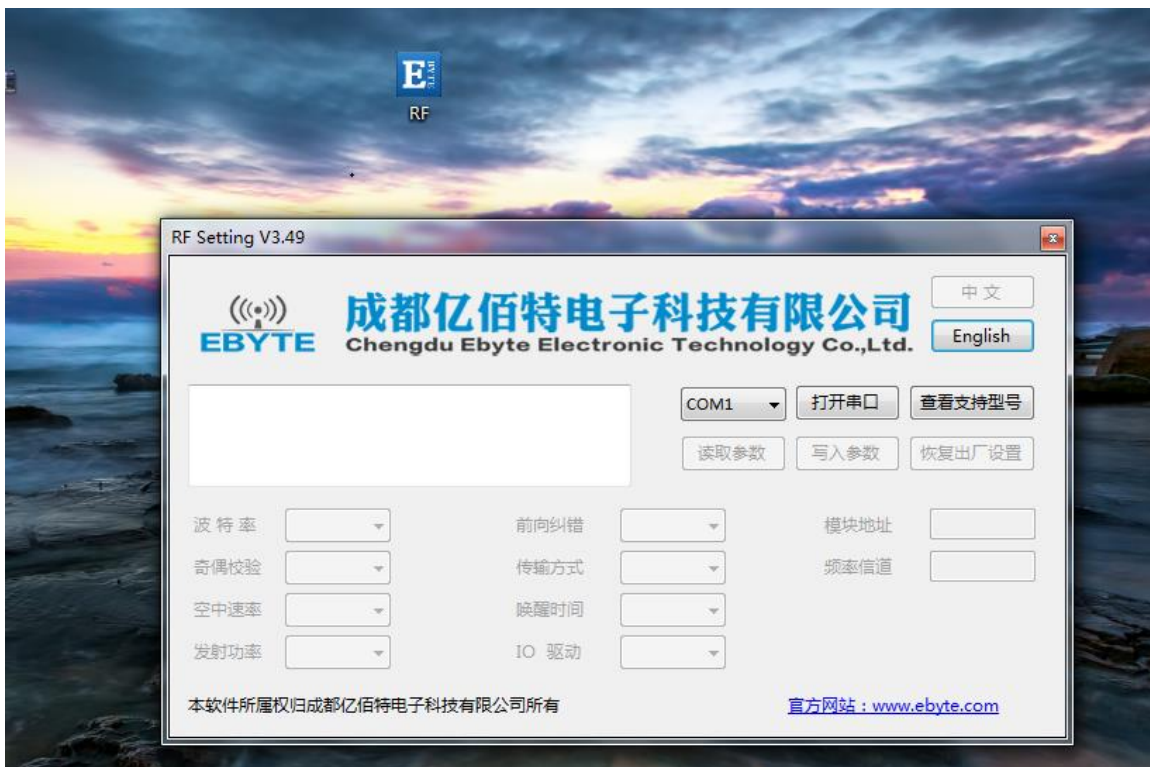 E BYTE
RF
RF Setting V3.49
EBYTE
成都亿佰特电子科技有限公司
Chengdu Ebyte Electronic Technology Co.,Ltd.
中文
English
COM1 打开串口 查看支持型号
读取参数 写入参数 恢复出厂设置
波特率 前向纠错 模块地址
奇偶校验 传输方式 频率信道
空中速率 唤醒时间
发射功率 IO 驱动
本软件所属权归成都亿佰特电子科技有限公司所有 官方网站：www.ebyte.com